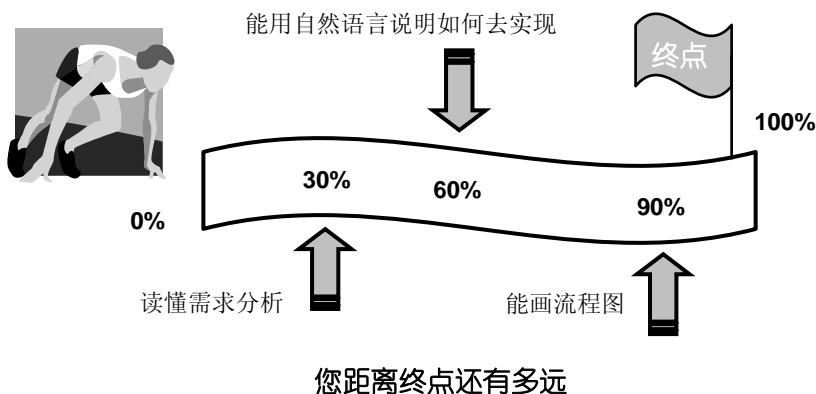 能用自然语言说明如何去实现
终点
100%
30%
60%
90%
0%
读懂需求分析
能画流程图
您距离终点还有多远